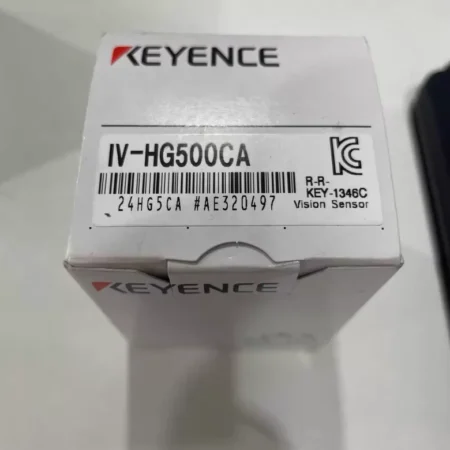 KEYENCE
IV-HG500CA
24HG5CA #AE320497
R-R-
KEY-1346C
Vision Sensor
KEYENCE